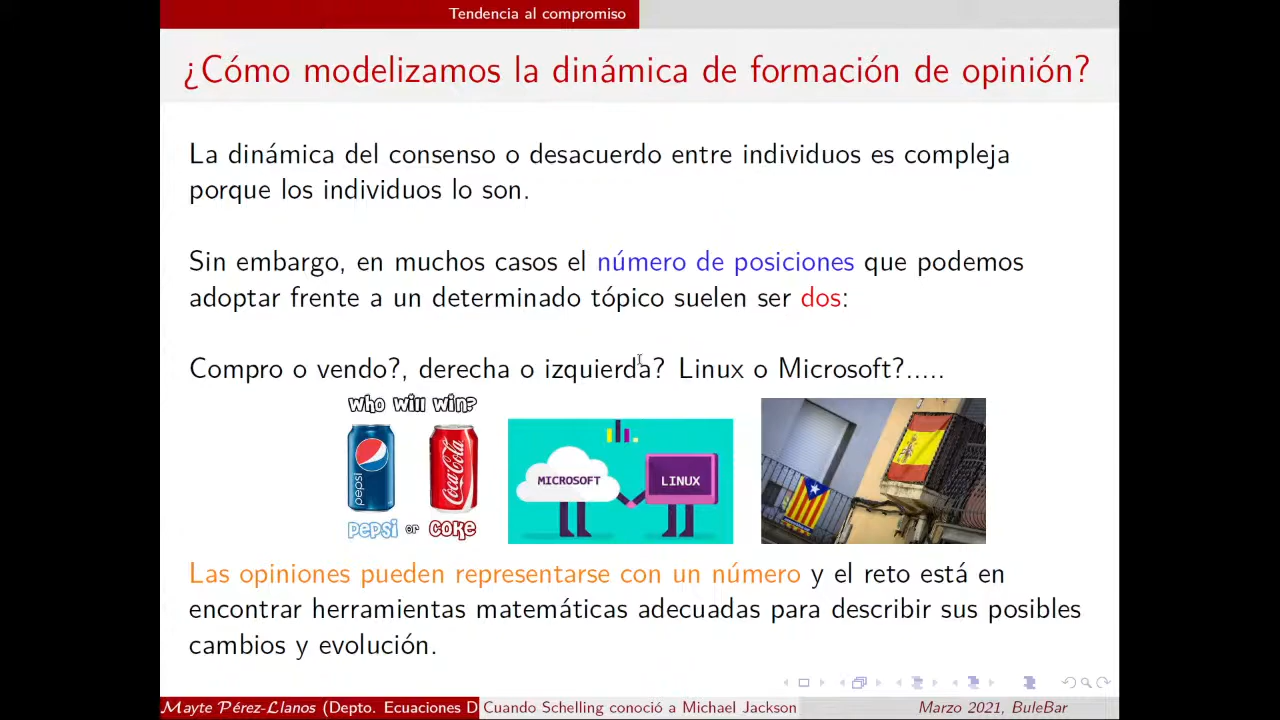 Tendencia al compromiso
¿Cómo modelizamos la dinámica de formación de opinión?
La dinámica del consenso o desacuerdo entre individuos es compleja
porque los individuos lo son.
Sin embargo, en muchos casos el número de posiciones que podemos
adoptar frente a un determinado tópico suelen ser dos:
Compro o vendo?, derecha o izquierda? Linux o Microsoft?.....
WHO WILL WIN?
pepsi
Coca-Cola
PEPSI or COKE
MICROSOFT
LINUX
Las opiniones pueden representarse con un número y el reto está en
encontrar herramientas matemáticas adecuadas para describir sus posibles
cambios y evolución.
Mayte Pérez-Llanos (Depto. Ecuaciones D
Cuando Schelling conoció a Michael Jackson
Marzo 2021, BuleBar